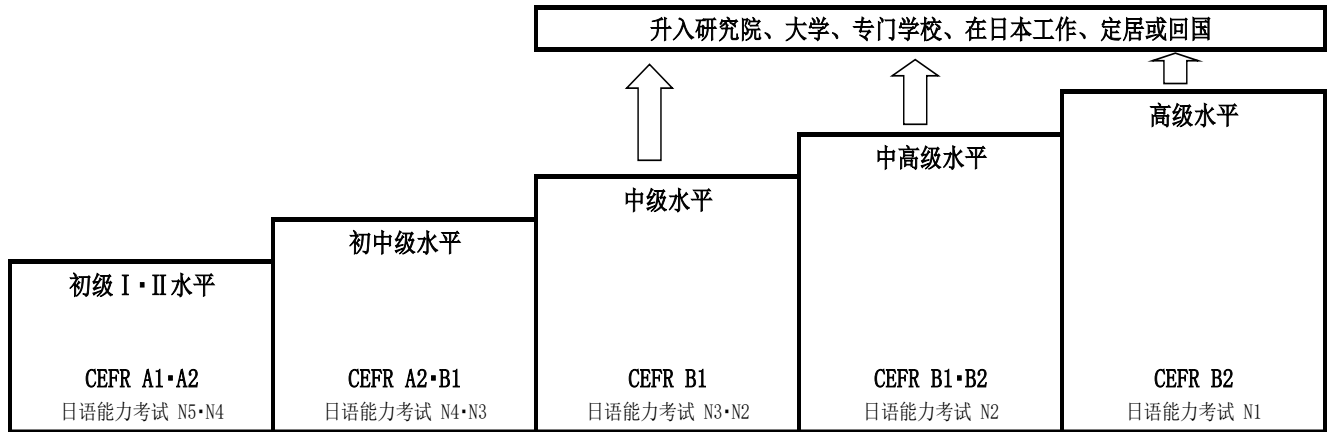 升入研究院、大学、专门学校、在日本工作、定居或回国
高级水平
中高级水平
中级水平
初中级水平
初级Ⅰ·Ⅱ水平
CEFR A1·A2
日语能力考试 N5·N4
CEFR A2·B1
日语能力考试 N4·N3
CEFR B1
日语能力考试 N3·N2
CEFR B1·B2
日语能力考试 N2
CEFR B2
日语能力考试 N1